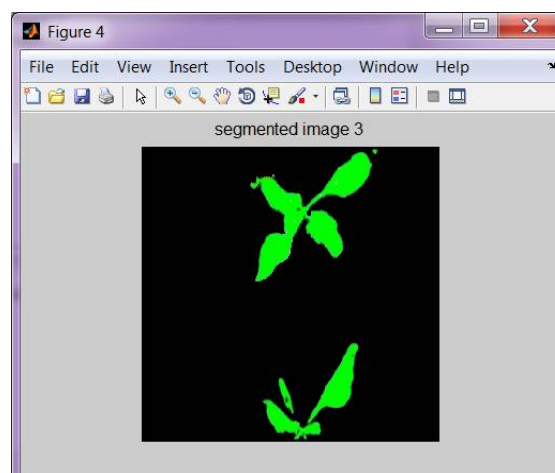 Figure 4
File Edit View Insert Tools Desktop Window Help
segmented image 3